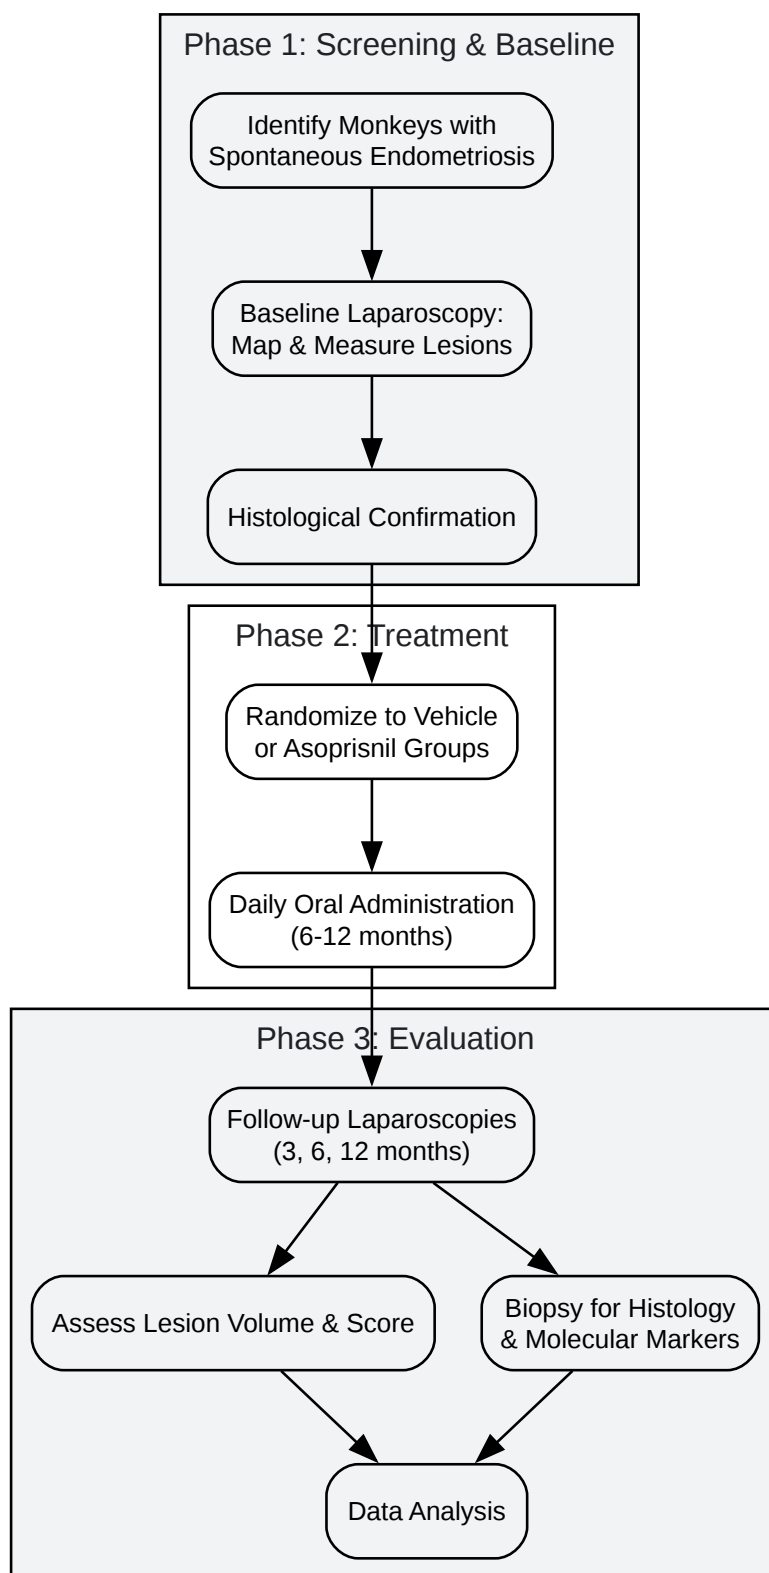 Phase 1: Screening & Baseline
Identify Monkeys with
Spontaneous Endometriosis
Baseline Laparoscopy:
Map & Measure Lesions
Histological Confirmation
Phase 2: Treatment
Randomize to Vehicle
or Asoprisnil Groups
Daily Oral Administration
(6-12 months)
Phase 3: Evaluation
Follow-up Laparoscopies
(3, 6, 12 months)
Assess Lesion Volume & Score
Biopsy for Histology
& Molecular Markers
Data Analysis